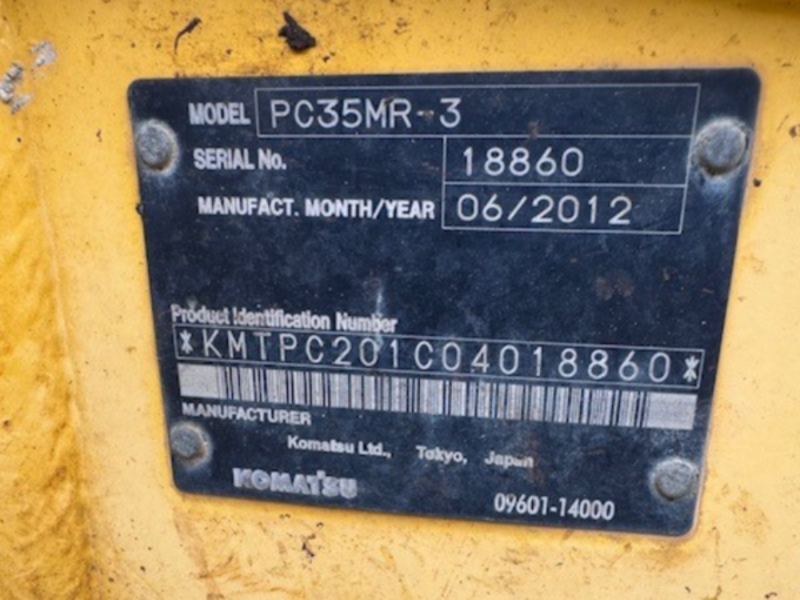 MODEL PC35MR-3
SERIAL No. 18860
MANUFACT. MONTH/YEAR 06/2012
Product Identification Number
*KMTPC201C04018860*
MANUFACTURER
Komatsu Ltd., Tokyo, Japan
KOMATSU
09601-14000